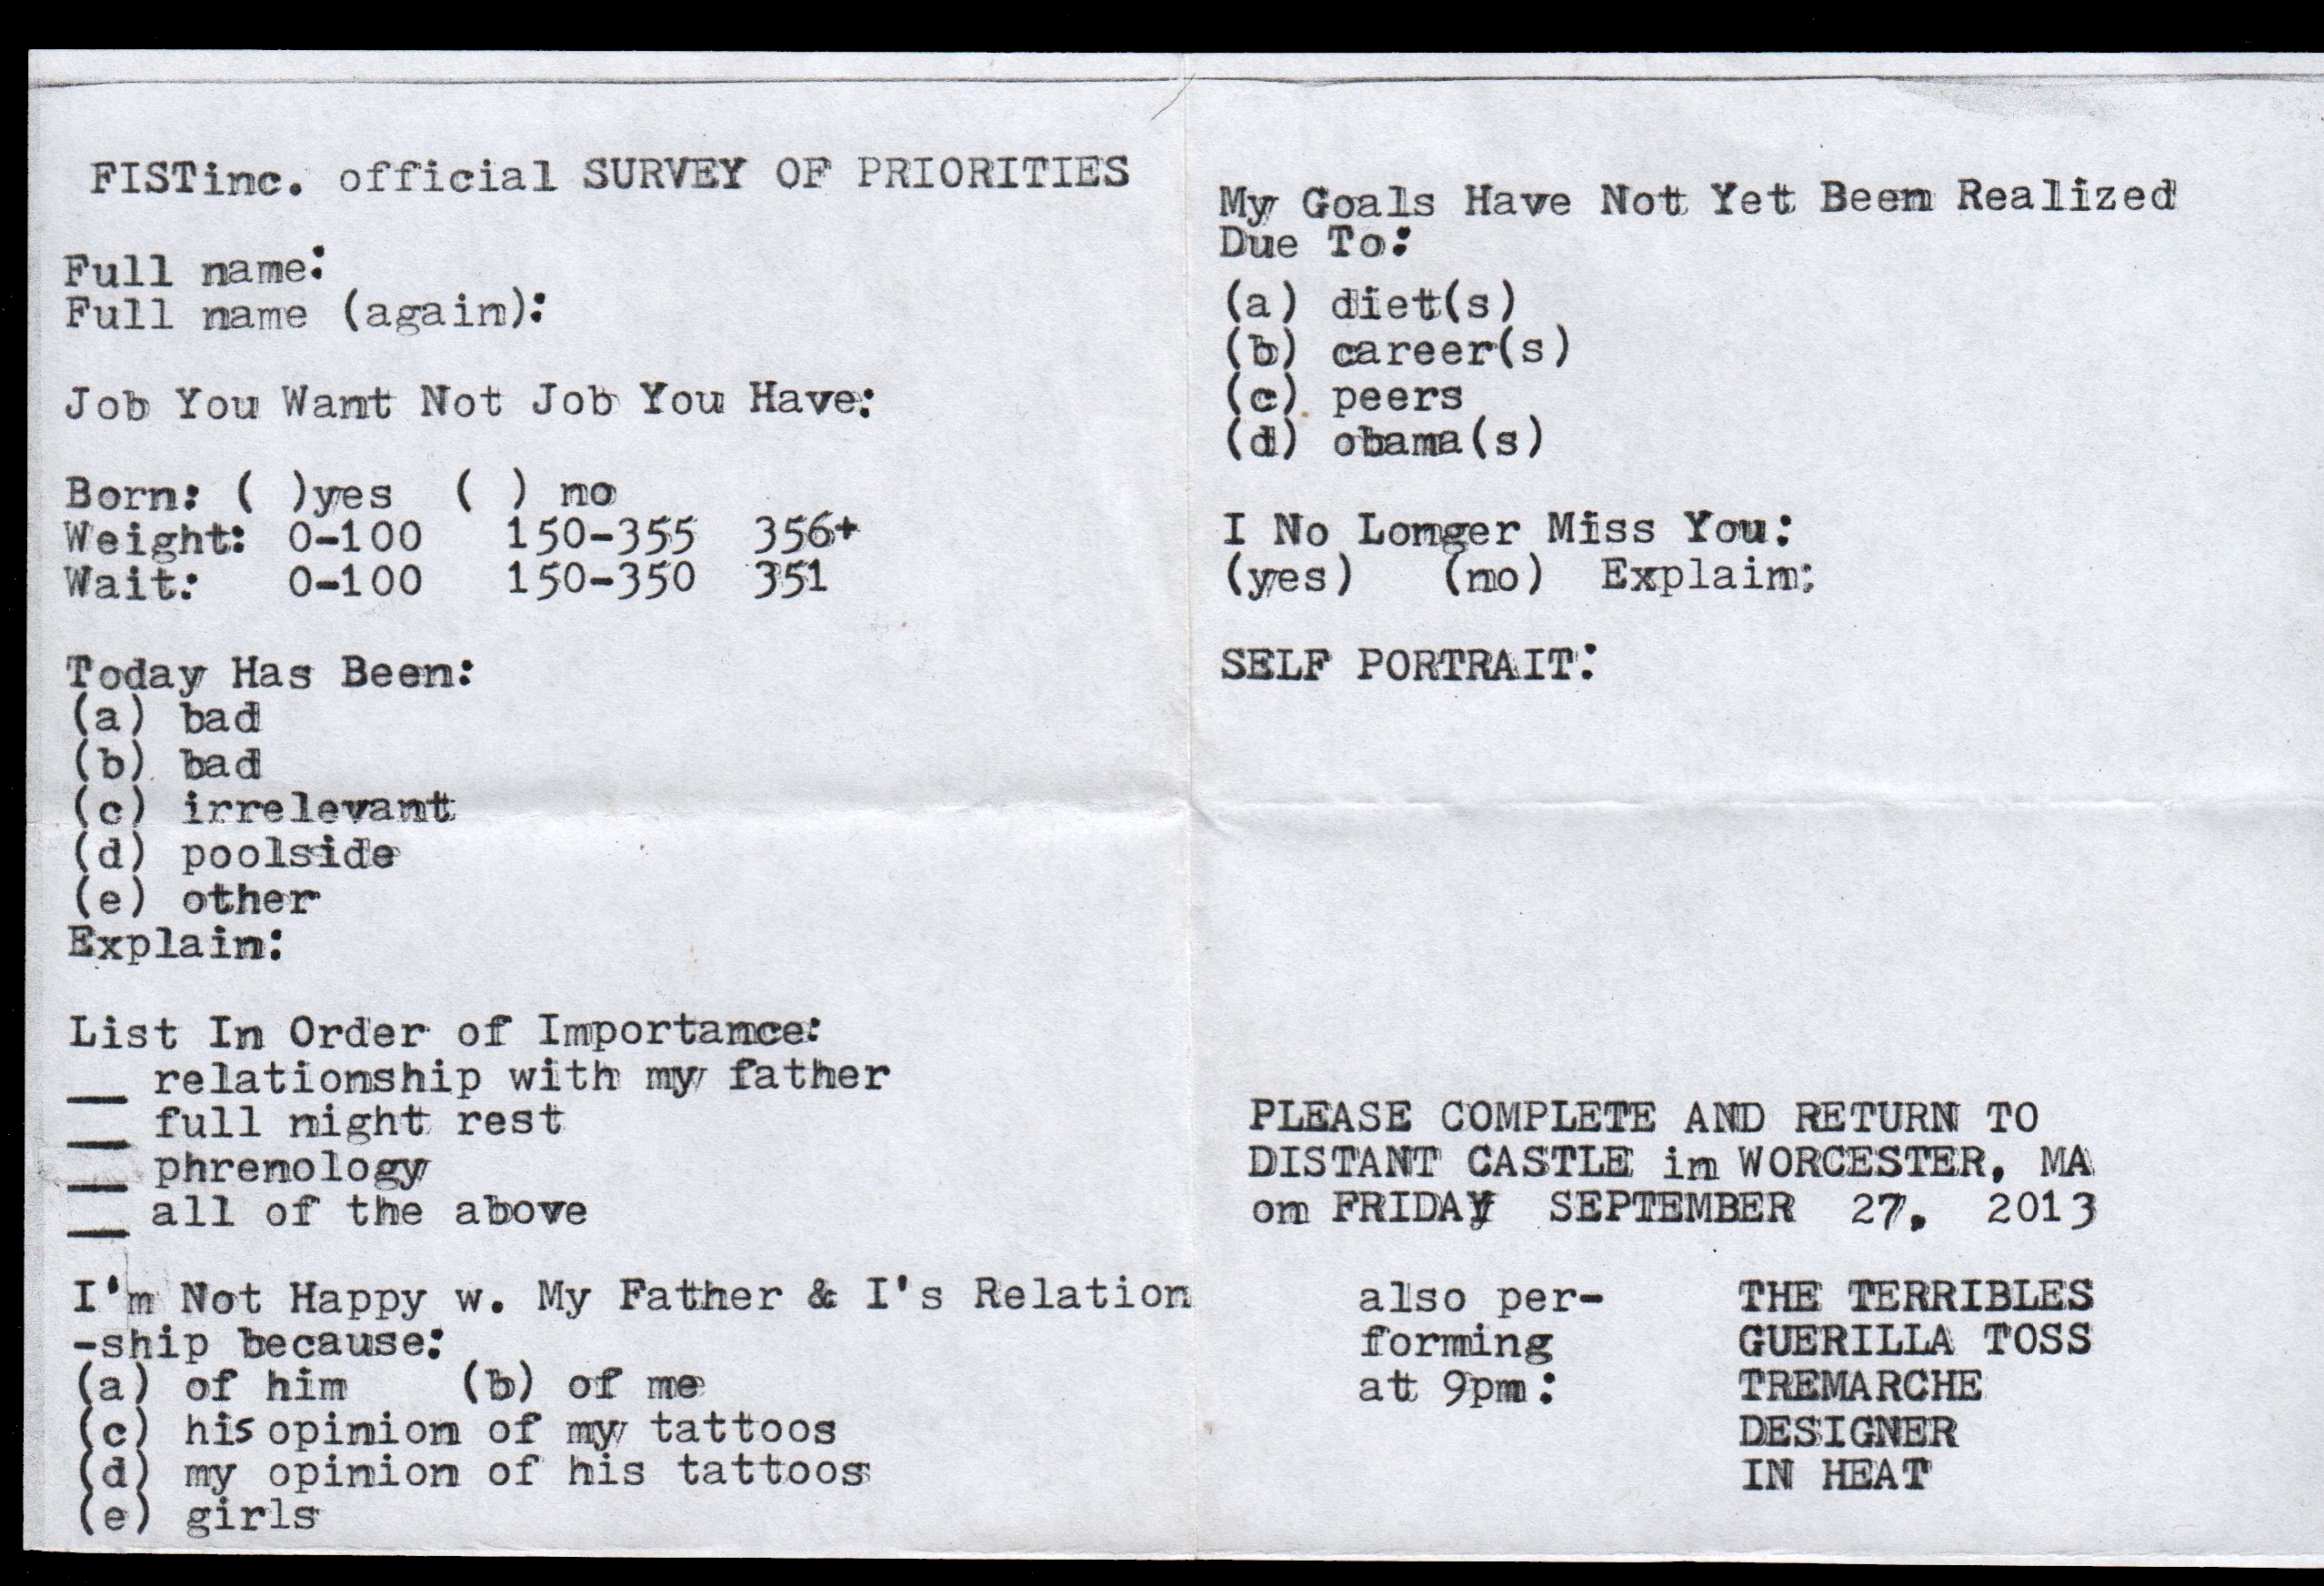 FISTinc. official SURVEY OF PRIORITIES
Full name:
Full name (again):
Job You Want Not Job You Have:
Born: ( )yes ( ) no
Weight: 0-100 150-355 356+
Wait: 0-100 150-350 351
Today Has Been:
(a) bad
(b) bad
(c) irrelevant
(d) poolside
(e) other
Explain:
List In Order of Importance:
__ relationship with my father
__ full night rest
__ phrenology
__ all of the above
I'm Not Happy w. My Father & I's Relation
-ship because:
(a) of him (b) of me
(c) his opinion of my tattoos
(d) my opinion of his tattoos
(e) girls
My Goals Have Not Yet Been Realized
Due To:
(a) diet(s)
(b) career(s)
(c) peers
(d) obama(s)
I No Longer Miss You:
(yes) (no) Explain:
SELF PORTRAIT:
PLEASE COMPLETE AND RETURN TO
DISTANT CASTLE in WORCESTER, MA
on FRIDAY SEPTEMBER 27, 2013
also per-
forming
at 9pm:
THE TERRIBLES
GUERILLA TOSS
TREMARCHE
DESIGNER
IN HEAT